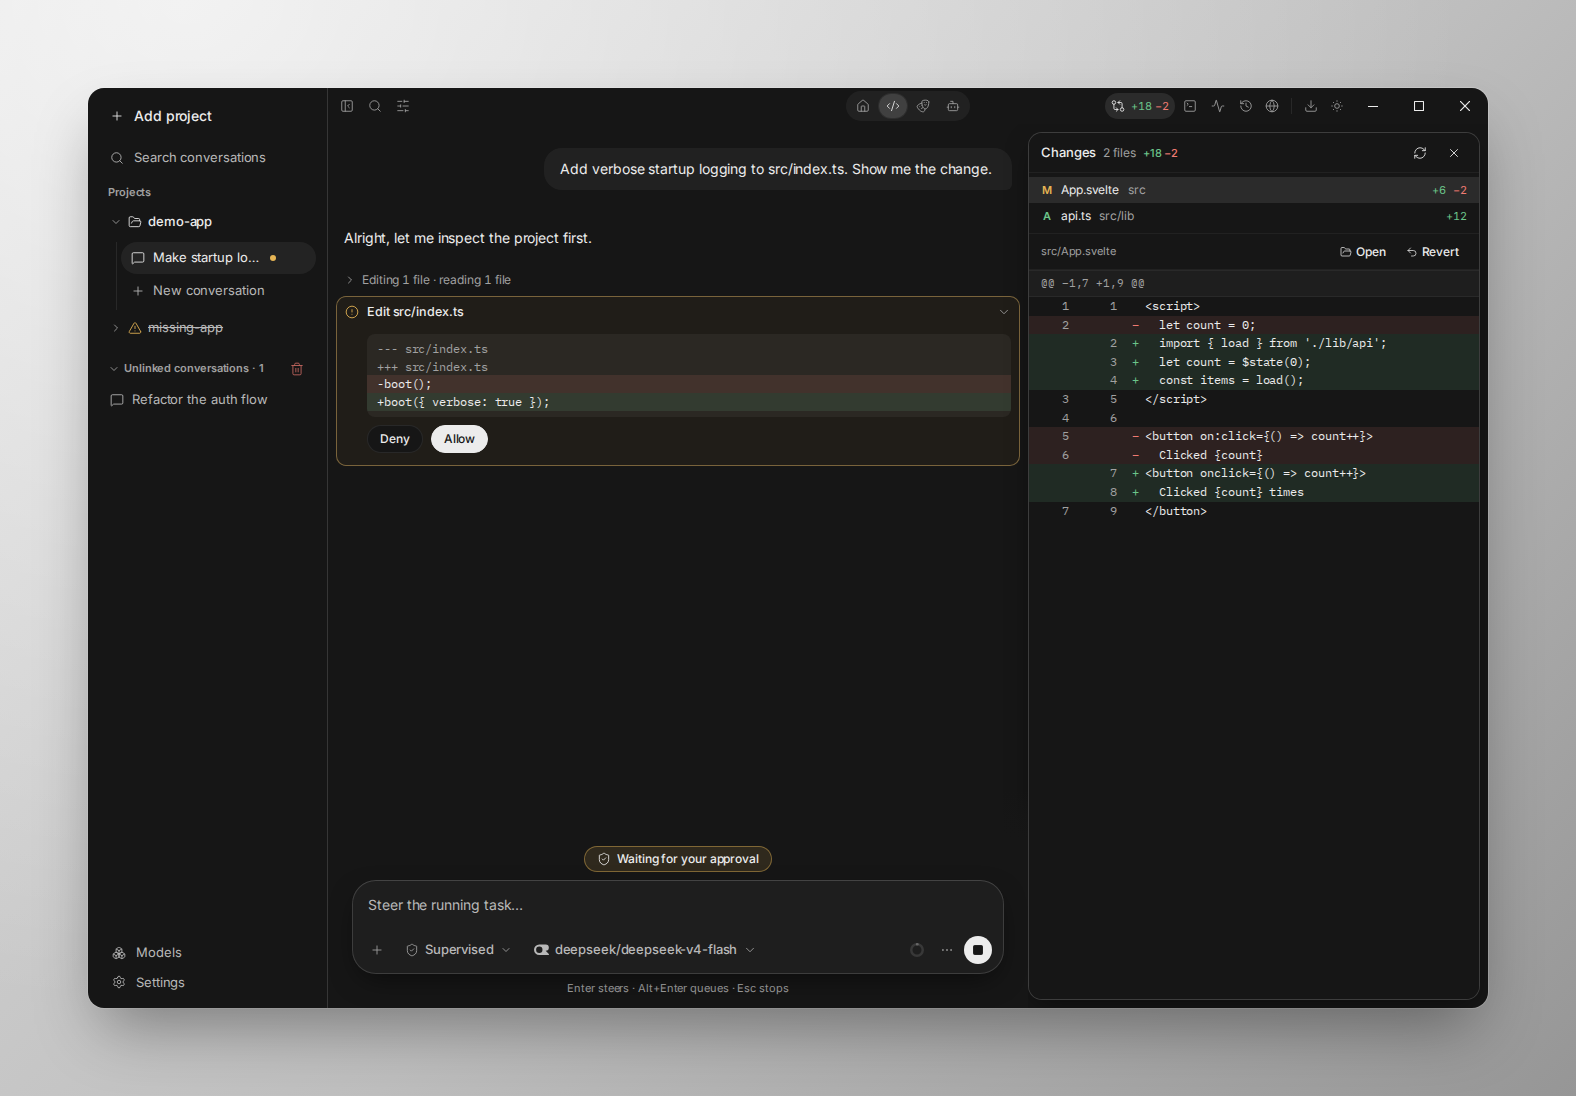 Add project
Search conversations
Projects
demo-app
Make startup lo...
New conversation
missing-app
Unlinked conversations · 1
Refactor the auth flow
Models
Settings
+18 −2
Add verbose startup logging to src/index.ts. Show me the change.
Alright, let me inspect the project first.
Editing 1 file · reading 1 file
Edit src/index.ts
--- src/index.ts
+++ src/index.ts
-boot();
+boot({ verbose: true });
Deny Allow
Waiting for your approval
Steer the running task...
Supervised deepseek/deepseek-v4-flash
Enter steers · Alt+Enter queues · Esc stops
Changes 2 files +18 −2
M App.svelte src +6 −2
A api.ts src/lib +12
src/App.svelte Open Revert
@@ −1,7 +1,9 @@
1 1 <script>
2 − let count = 0;
2 + import { load } from './lib/api';
3 + let count = $state(0);
4 + const items = load();
3 5 </script>
4 6
5 − <button on:click={() => count++}>
6 − Clicked {count}
7 + <button onclick={() => count++}>
8 + Clicked {count} times
7 9 </button>